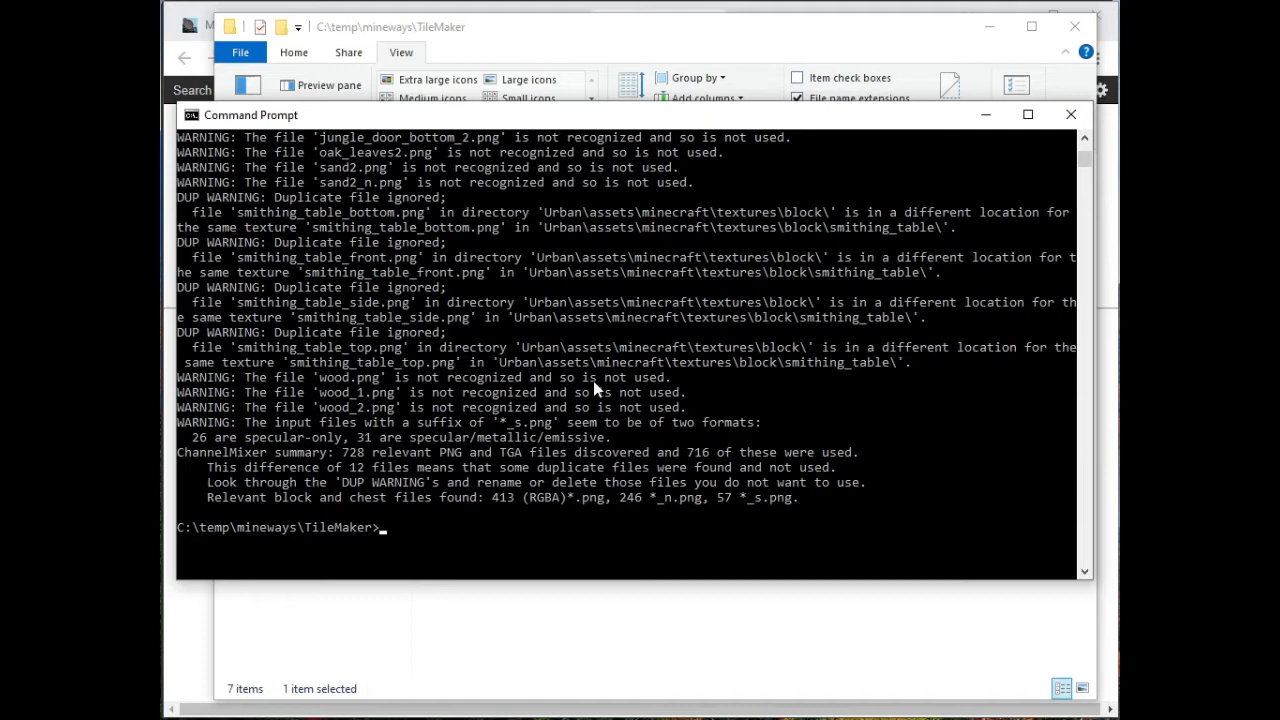 M
C:\temp\mineways\TileMaker
File
Home
Share
View
Search
Preview pane
Extra large icons
Large icons
Medium icons
Small icons
Group by
Add columns
Item check boxes
File name extensions
Command Prompt
WARNING: The file 'jungle_door_bottom_2.png' is not recognized and so is not used.
WARNING: The file 'oak_leaves2.png' is not recognized and so is not used.
WARNING: The file 'sand2.png' is not recognized and so is not used.
WARNING: The file 'sand2_n.png' is not recognized and so is not used.
DUP WARNING: Duplicate file ignored;
file 'smithing_table_bottom.png' in directory 'Urban\assets\minecraft\textures\block\' is in a different location for
the same texture 'smithing_table_bottom.png' in 'Urban\assets\minecraft\textures\block\smithing_table\'.
DUP WARNING: Duplicate file ignored;
file 'smithing_table_front.png' in directory 'Urban\assets\minecraft\textures\block\' is in a different location for t
he same texture 'smithing_table_front.png' in 'Urban\assets\minecraft\textures\block\smithing_table\'.
DUP WARNING: Duplicate file ignored;
file 'smithing_table_side.png' in directory 'Urban\assets\minecraft\textures\block\' is in a different location for th
e same texture 'smithing_table_side.png' in 'Urban\assets\minecraft\textures\block\smithing_table\'.
DUP WARNING: Duplicate file ignored;
file 'smithing_table_top.png' in directory 'Urban\assets\minecraft\textures\block\' is in a different location for the
same texture 'smithing_table_top.png' in 'Urban\assets\minecraft\textures\block\smithing_table\'.
WARNING: The file 'wood.png' is not recognized and so is not used.
WARNING: The file 'wood_1.png' is not recognized and so is not used.
WARNING: The file 'wood_2.png' is not recognized and so is not used.
WARNING: The input files with a suffix of '*_s.png' seem to be of two formats:
26 are specular-only, 31 are specular/metallic/emissive.
ChannelMixer summary: 728 relevant PNG and TGA files discovered and 716 of these were used.
This difference of 12 files means that some duplicate files were found and not used.
Look through the 'DUP WARNING's and rename or delete those files you do not want to use.
Relevant block and chest files found: 413 (RGBA)*.png, 246 *_n.png, 57 *_s.png.
C:\temp\mineways\TileMaker>
7 items
1 item selected